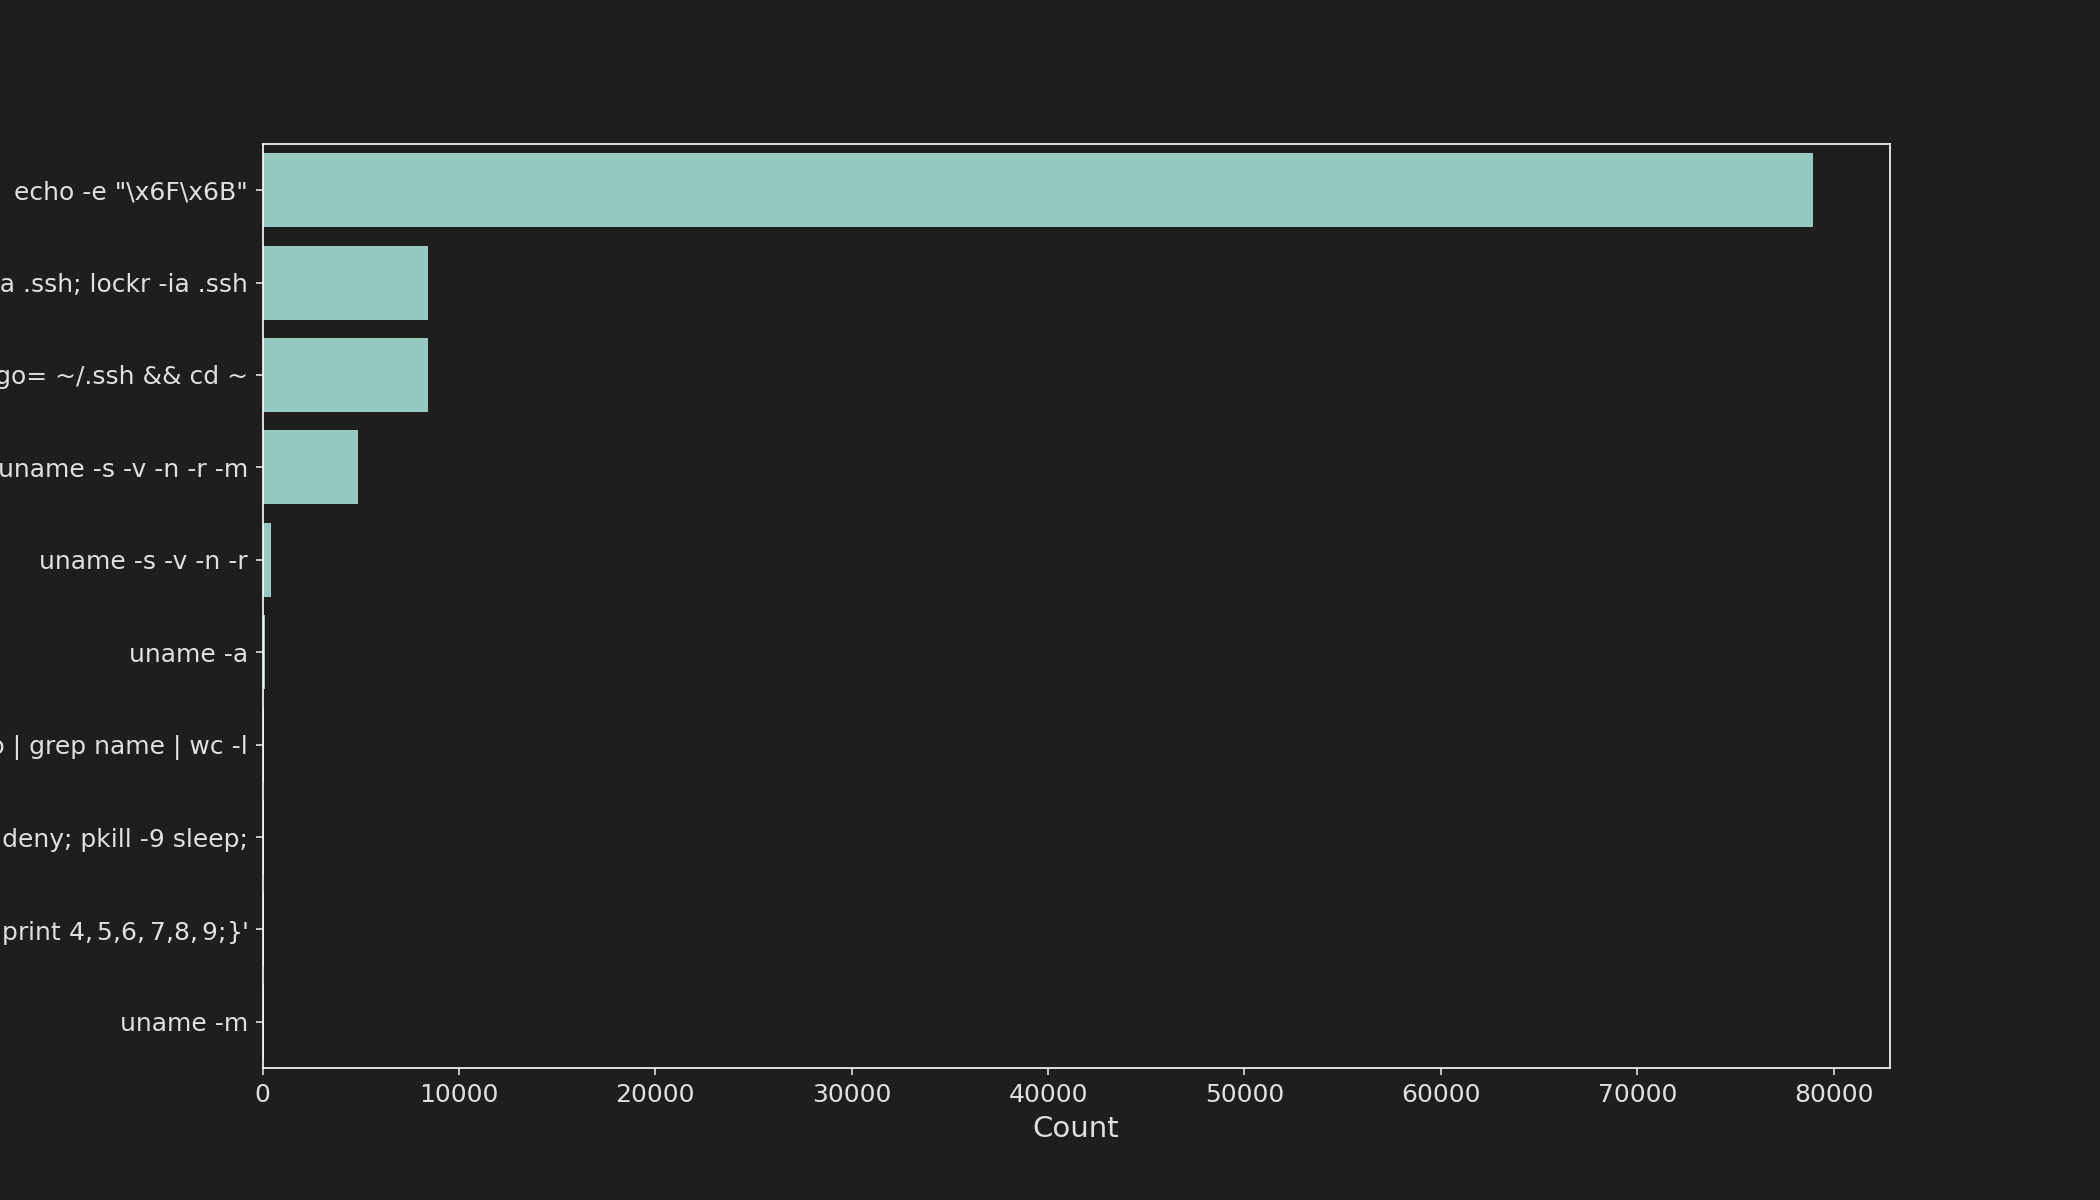 echo -e "\x6F\x6B"
a .ssh; lockr -ia .ssh
go= ~/.ssh && cd ~
uname -s -v -n -r -m
uname -s -v -n -r
uname -a
| grep name | wc -l
deny; pkill -9 sleep;
print 4, 5,6, 7,8, 9;}'
uname -m
0 10000 20000 30000 40000 50000 60000 70000 80000
Count